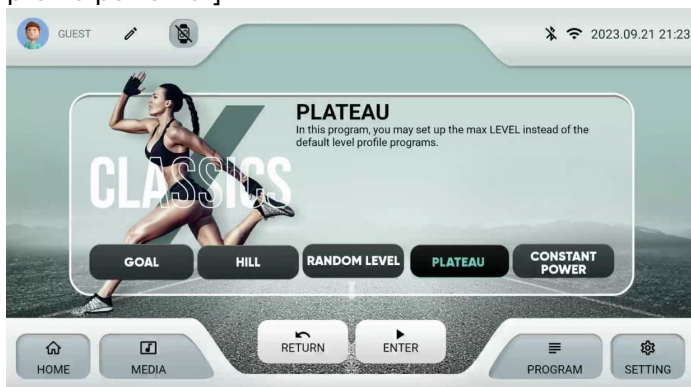 GUEST
2023.09.21 21:23
PLATEAU
In this program, you may set up the max LEVEL instead of the
default level profile programs.
CLASSICS
X
GOAL
HILL
RANDOM LEVEL
PLATEAU
CONSTANT
POWER
RETURN
ENTER
HOME
MEDIA
PROGRAM
SETTING